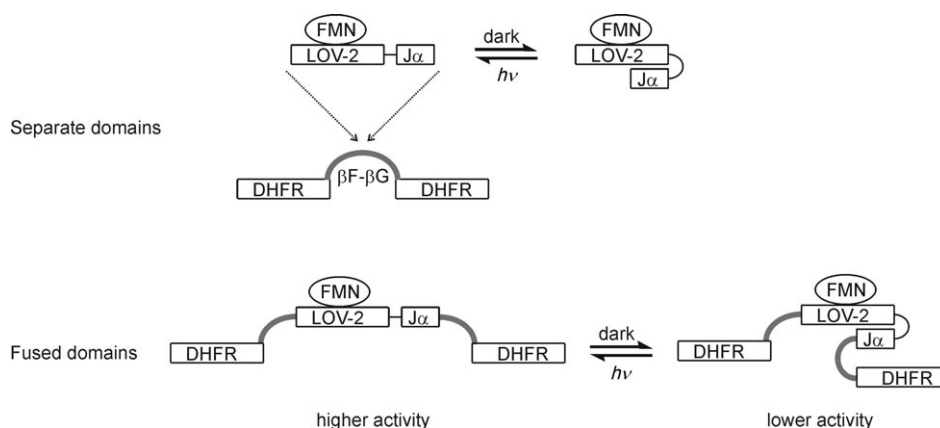 FMN FMN
LOV-2 Jα dark LOV-2
hν Jα
Separate domains
DHFR βF-βG DHFR
FMN FMN
LOV-2 Jα LOV-2
Fused domains DHFR DHFR dark DHFR Jα
hν DHFR
higher activity lower activity